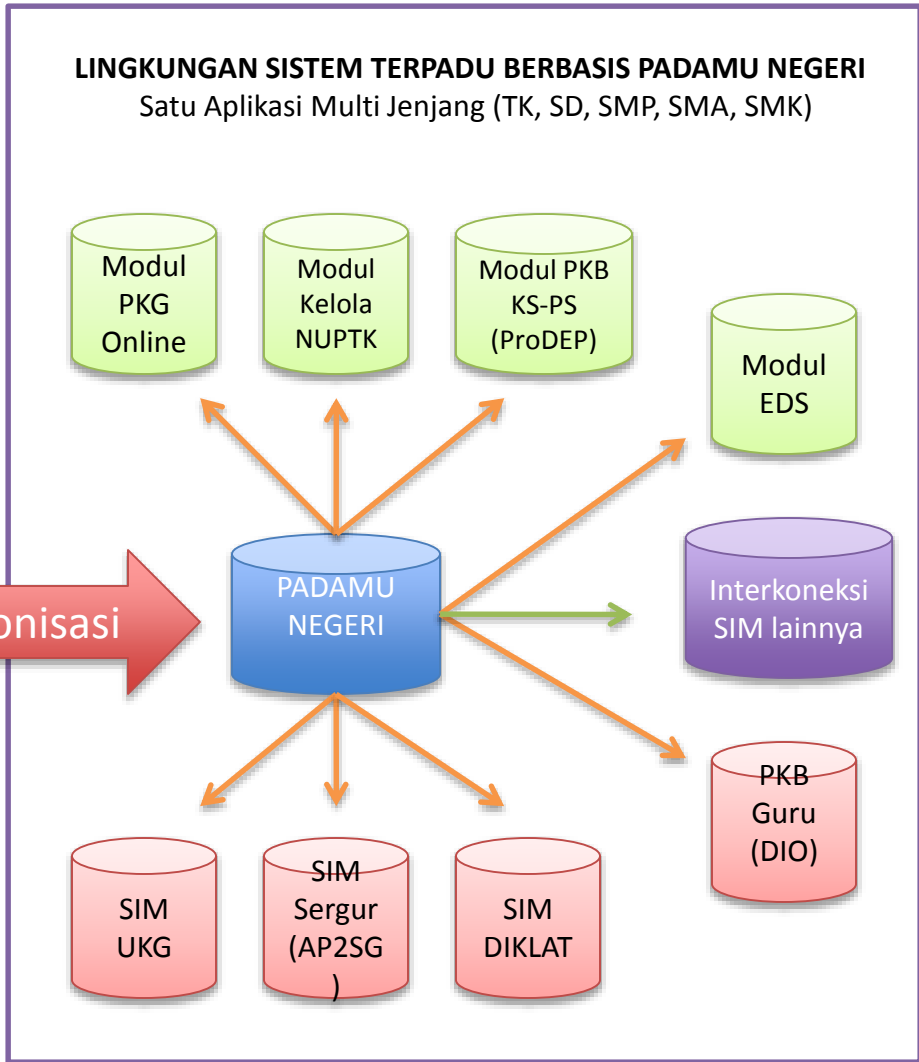 LINGKUNGAN SISTEM TERPADU BERBASIS PADAMU NEGERI
Satu Aplikasi Multi Jenjang (TK, SD, SMP, SMA, SMK)
Modul
PKG
Online
Modul
Kelola
NUPTK
Modul PKB
KS-PS
(ProDEP)
Modul
EDS
PADAMU
NEGERI
Interkoneksi
SIM lainnya
onisasi
PKB
Guru
(DIO)
SIM
UKG
SIM
Sergur
(AP2SG
)
SIM
DIKLAT